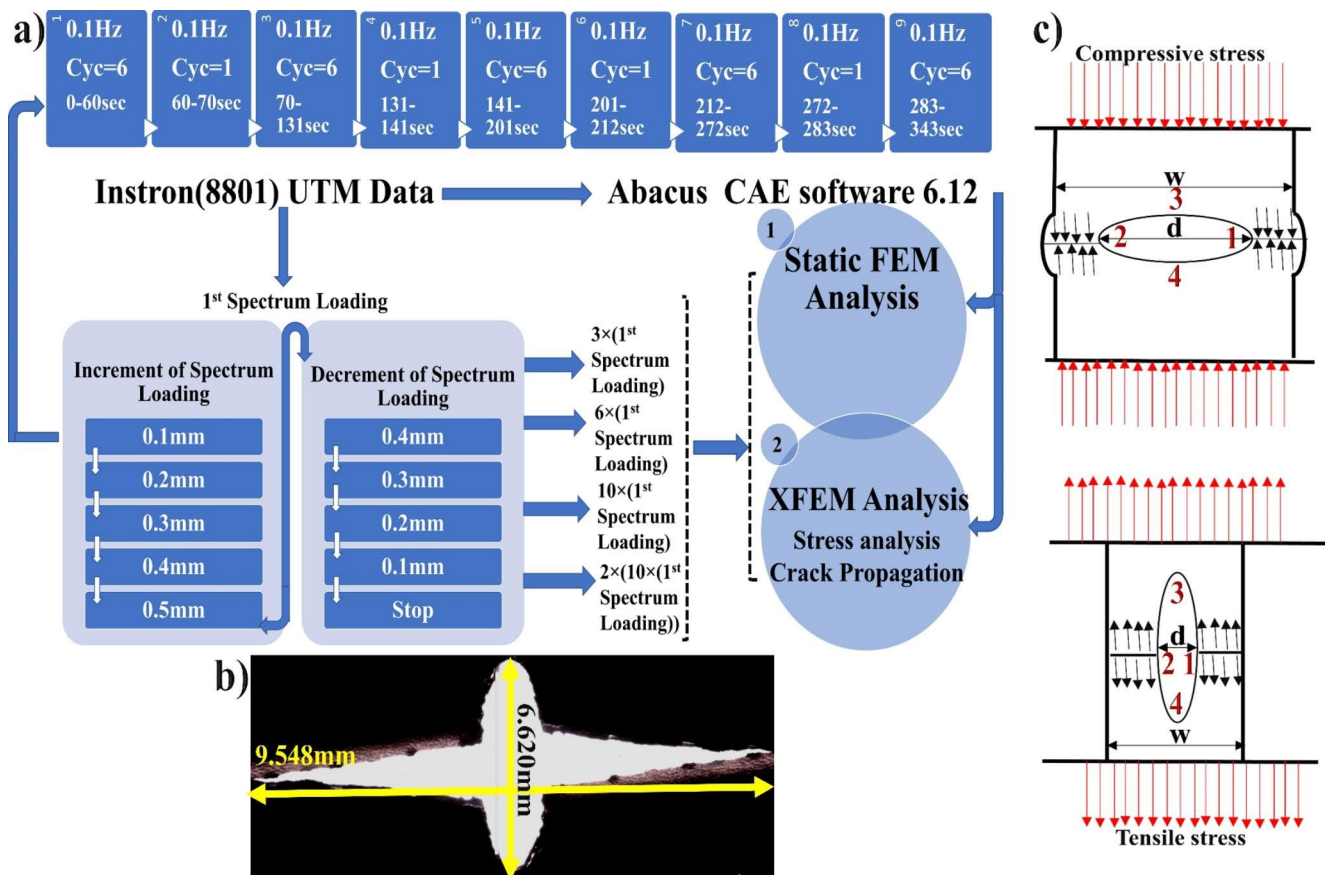 a)
1
0.1Hz
Cyc=6
0-60sec
2
0.1Hz
Cyc=1
60-70sec
3
0.1Hz
Cyc=6
70-
131sec
4
0.1Hz
Cyc=1
131-
141sec
5
0.1Hz
Cyc=6
141-
201sec
6
0.1Hz
Cyc=1
201-
212sec
7
0.1Hz
Cyc=6
212-
272sec
8
0.1Hz
Cyc=1
272-
283sec
9
0.1Hz
Cyc=6
283-
343sec
Instron(8801) UTM Data
Abacus CAE software 6.12
1st Spectrum Loading
Increment of Spectrum
Loading
0.1mm
0.2mm
0.3mm
0.4mm
0.5mm
Decrement of Spectrum
Loading
0.4mm
0.3mm
0.2mm
0.1mm
Stop
3×(1st
Spectrum
Loading)
6×(1st
Spectrum
Loading)
10×(1st
Spectrum
Loading)
2×(10×(1st
Spectrum
Loading))
1
Static FEM
Analysis
2
XFEM Analysis
Stress analysis
Crack Propagation
b)
9.548mm
6.620mm
c)
Compressive stress
w
3
2
d
1
4
3
d
2
1
4
w
Tensile stress